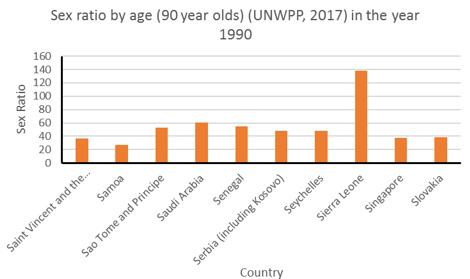 Sex ratio by age (90 year olds) (UNWPP, 2017) in the year
1990
160
140
120
100
80
60
40
20
0
Sex Ratio
Saint Vincent and the...
Samoa
Sao Tome and Principe
Saudi Arabia
Senegal
Serbia (including Kosovo)
Seychelles
Sierra Leone
Singapore
Slovakia
Country